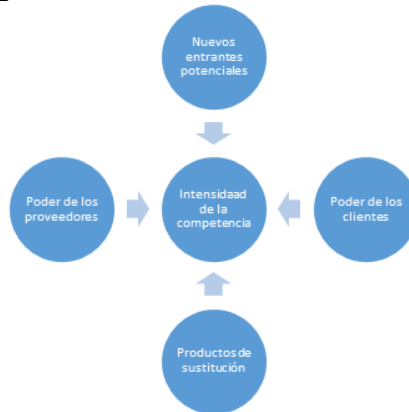 Nuevos
entrantes
potenciales
Poder de los
proveedores
Intensidaad
de la
competencia
Poder de los
clientes
Productos de
sustitución